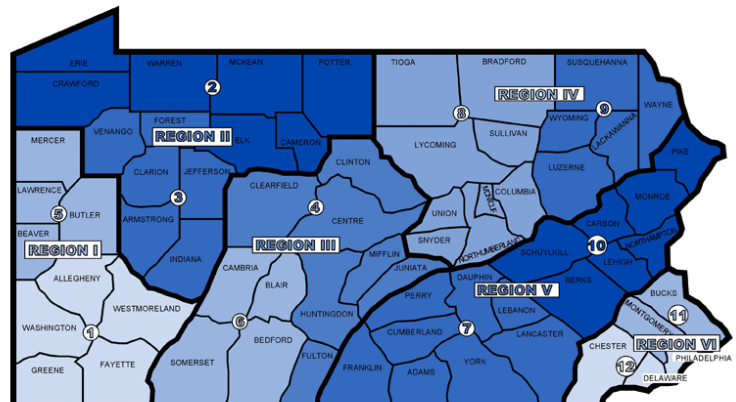 ERIE
WARREN
MCKEAN
POTTER
TIOGA
BRADFORD
SUSQUEHANNA
CRAWFORD
2
REGION IV
WAYNE
8
9
FOREST
WYOMING
LACKAWANNA
VENANGO
REGION II
SULLIVAN
MERCER
ELK
CAMERON
LYCOMING
PIKE
CLINTON
LUZERNE
CLARION
JEFFERSON
CLEARFIELD
LAWRENCE
3
COLUMBIA
MONROE
5
BUTLER
4
UNION
ARMSTRONG
CENTRE
CARBON
BEAVER
SNYDER
NORTHUMBERLAND
NORTHAMPTON
REGION I
REGION III
10
SCHUYLKILL
INDIANA
MIFFLIN
LEHIGH
CAMBRIA
JUNIATA
ALLEGHENY
DAUPHIN
BERKS
BLAIR
REGION V
PERRY
BUCKS
WESTMORELAND
LEBANON
MONTGOMERY
HUNTINGDON
11
6
WASHINGTON
1
CUMBERLAND
7
LANCASTER
BEDFORD
REGION VI
CHESTER
FULTON
PHILADELPHIA
SOMERSET
YORK
GREENE
FAYETTE
FRANKLIN
ADAMS
12
DELAWARE